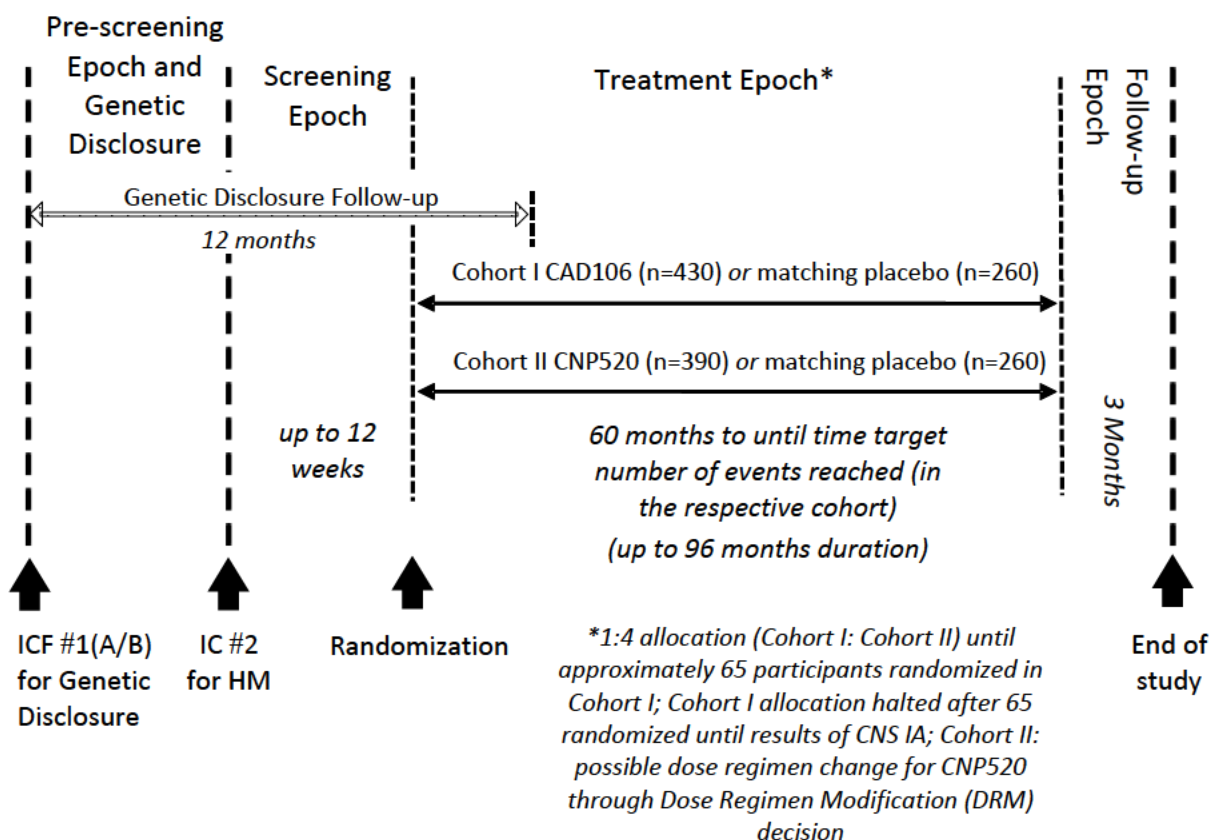 Pre-screening
Epoch and
Genetic
Disclosure
Screening
Epoch
Treatment Epoch*
Follow-up
Epoch
Genetic Disclosure Follow-up
12 months
Cohort I CAD106 (n=430) or matching placebo (n=260)
Cohort II CNP520 (n=390) or matching placebo (n=260)
up to 12
weeks
60 months to until time target
number of events reached (in
the respective cohort)
(up to 96 months duration)
3 Months
ICF #1(A/B)
for Genetic
Disclosure
IC #2
for HM
Randomization
*1:4 allocation (Cohort I: Cohort II) until
approximately 65 participants randomized in
Cohort I; Cohort I allocation halted after 65
randomized until results of CNS IA; Cohort II:
possible dose regimen change for CNP520
through Dose Regimen Modification (DRM)
decision
End of
study